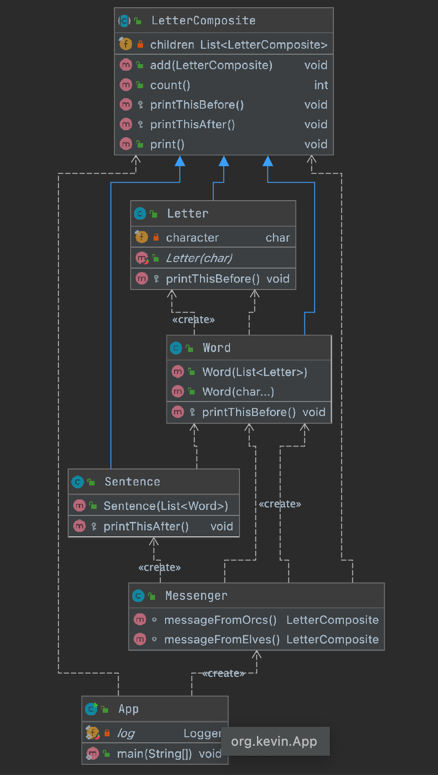 LetterComposite
children List<LetterComposite>
add(LetterComposite) void
count() int
printThisBefore() void
printThisAfter() void
print() void
Letter
character char
Letter(char)
printThisBefore() void
«create»
Word
Word(List<Letter>)
Word(char...)
printThisBefore() void
Sentence
Sentence(List<Word>)
printThisAfter() void
«create»
«create»
Messenger
messageFromOrcs() LetterComposite
messageFromElves() LetterComposite
«create»
App
log Logger
main(String[]) void
org.kevin.App